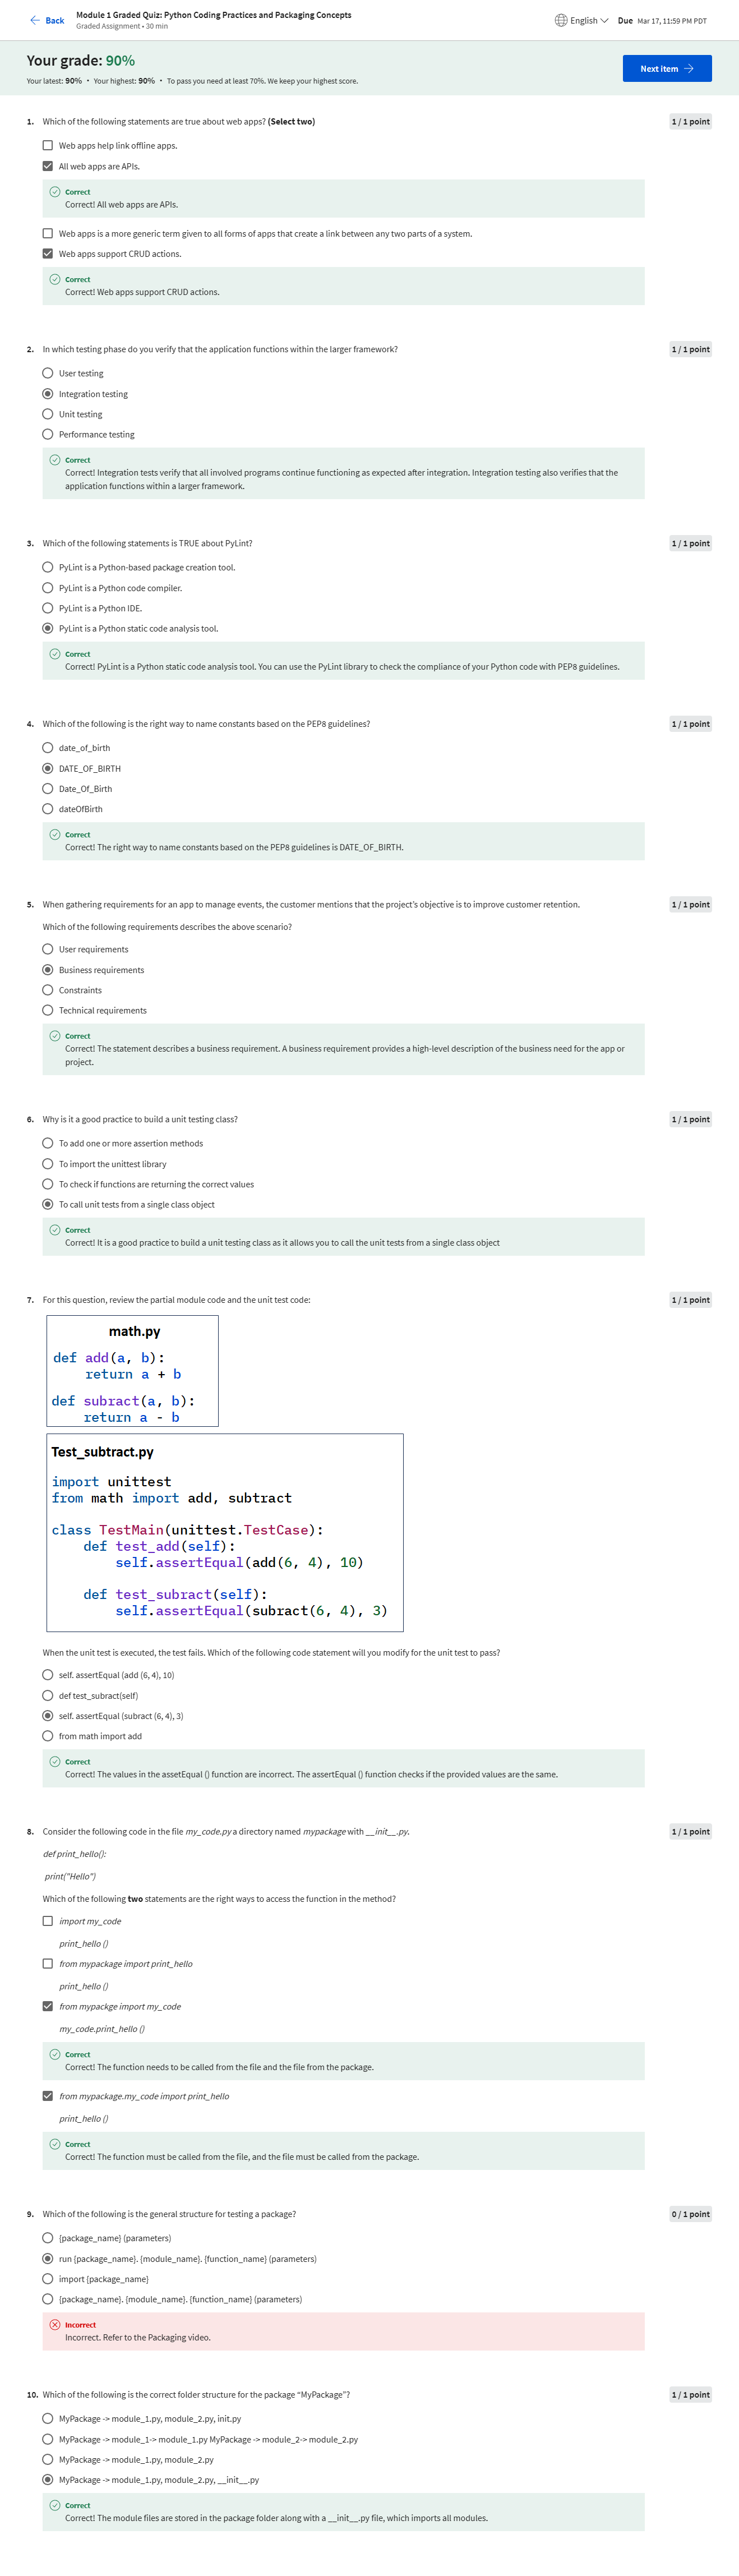 Back
Module 1 Graded Quiz: Python Coding Practices and Packaging Concepts
Graded Assignment • 30 min
English
Due Mar 17, 11:59 PM PDT
Your grade: 90%
Your latest: 90% • Your highest: 90% • To pass you need at least 70%. We keep your highest score.
Next item
1. Which of the following statements are true about web apps? (Select two)
1 / 1 point
Web apps help link offline apps.
All web apps are APIs.
Correct
Correct! All web apps are APIs.
Web apps is a more generic term given to all forms of apps that create a link between any two parts of a system.
Web apps support CRUD actions.
Correct
Correct! Web apps support CRUD actions.
2. In which testing phase do you verify that the application functions within the larger framework?
1 / 1 point
User testing
Integration testing
Unit testing
Performance testing
Correct
Correct! Integration tests verify that all involved programs continue functioning as expected after integration. Integration testing also verifies that the
application functions within a larger framework.
3. Which of the following statements is TRUE about PyLint?
1 / 1 point
PyLint is a Python-based package creation tool.
PyLint is a Python code compiler.
PyLint is a Python IDE.
PyLint is a Python static code analysis tool.
Correct
Correct! PyLint is a Python static code analysis tool. You can use the PyLint library to check the compliance of your Python code with PEP8 guidelines.
4. Which of the following is the right way to name constants based on the PEP8 guidelines?
1 / 1 point
date_of_birth
DATE_OF_BIRTH
Date_Of_Birth
dateOfBirth
Correct
Correct! The right way to name constants based on the PEP8 guidelines is DATE_OF_BIRTH.
5. When gathering requirements for an app to manage events, the customer mentions that the project's objective is to improve customer retention.
1 / 1 point
Which of the following requirements describes the above scenario?
User requirements
Business requirements
Constraints
Technical requirements
Correct
Correct! The statement describes a business requirement. A business requirement provides a high-level description of the business need for the app or
project.
6. Why is it a good practice to build a unit testing class?
1 / 1 point
To add one or more assertion methods
To import the unittest library
To check if functions are returning the correct values
To call unit tests from a single class object
Correct
Correct! It is a good practice to build a unit testing class as it allows you to call the unit tests from a single class object
7. For this question, review the partial module code and the unit test code:
1 / 1 point
math.py
def add(a, b):
return a + b
def subract(a, b):
return a - b
Test_subtract.py
import unittest
from math import add, subtract
class TestMain(unittest.TestCase):
def test_add(self):
self.assertEqual(add(6, 4), 10)
def test_subract(self):
self.assertEqual(subract(6, 4), 3)
When the unit test is executed, the test fails. Which of the following code statement will you modify for the unit test to pass?
self. assertEqual (add (6, 4), 10)
def test_subract(self)
self. assertEqual (subract (6, 4), 3)
from math import add
Correct
Correct! The values in the assetEqual () function are incorrect. The assertEqual () function checks if the provided values are the same.
8. Consider the following code in the file my_code.py a directory named mypackage with __init__.py.
1 / 1 point
def print_hello():
print("Hello")
Which of the following two statements are the right ways to access the function in the method?
import my_code
print_hello ()
from mypackage import print_hello
print_hello ()
from mypackge import my_code
my_code.print_hello ()
Correct
Correct! The function needs to be called from the file and the file from the package.
from mypackage.my_code import print_hello
print_hello ()
Correct
Correct! The function must be called from the file, and the file must be called from the package.
9. Which of the following is the general structure for testing a package?
0 / 1 point
{package_name} (parameters)
run {package_name}. {module_name}. {function_name} (parameters)
import {package_name}
{package_name}. {module_name}. {function_name} (parameters)
Incorrect
Incorrect. Refer to the Packaging video.
10. Which of the following is the correct folder structure for the package “MyPackage”?
1 / 1 point
MyPackage -> module_1.py, module_2.py, init.py
MyPackage -> module_1-> module_1.py MyPackage -> module_2-> module_2.py
MyPackage -> module_1.py, module_2.py
MyPackage -> module_1.py, module_2.py, __init__.py
Correct
Correct! The module files are stored in the package folder along with a __init__.py file, which imports all modules.